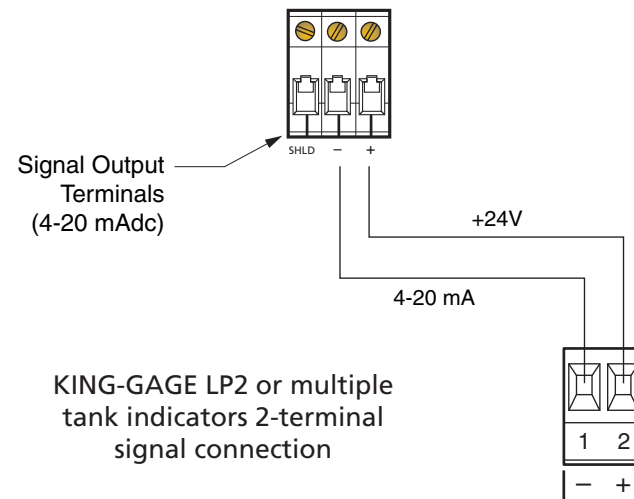 SHLD - +
Signal Output
Terminals
(4-20 mAdc)
+24V
4-20 mA
KING-GAGE LP2 or multiple
tank indicators 2-terminal
signal connection
1 2
- +